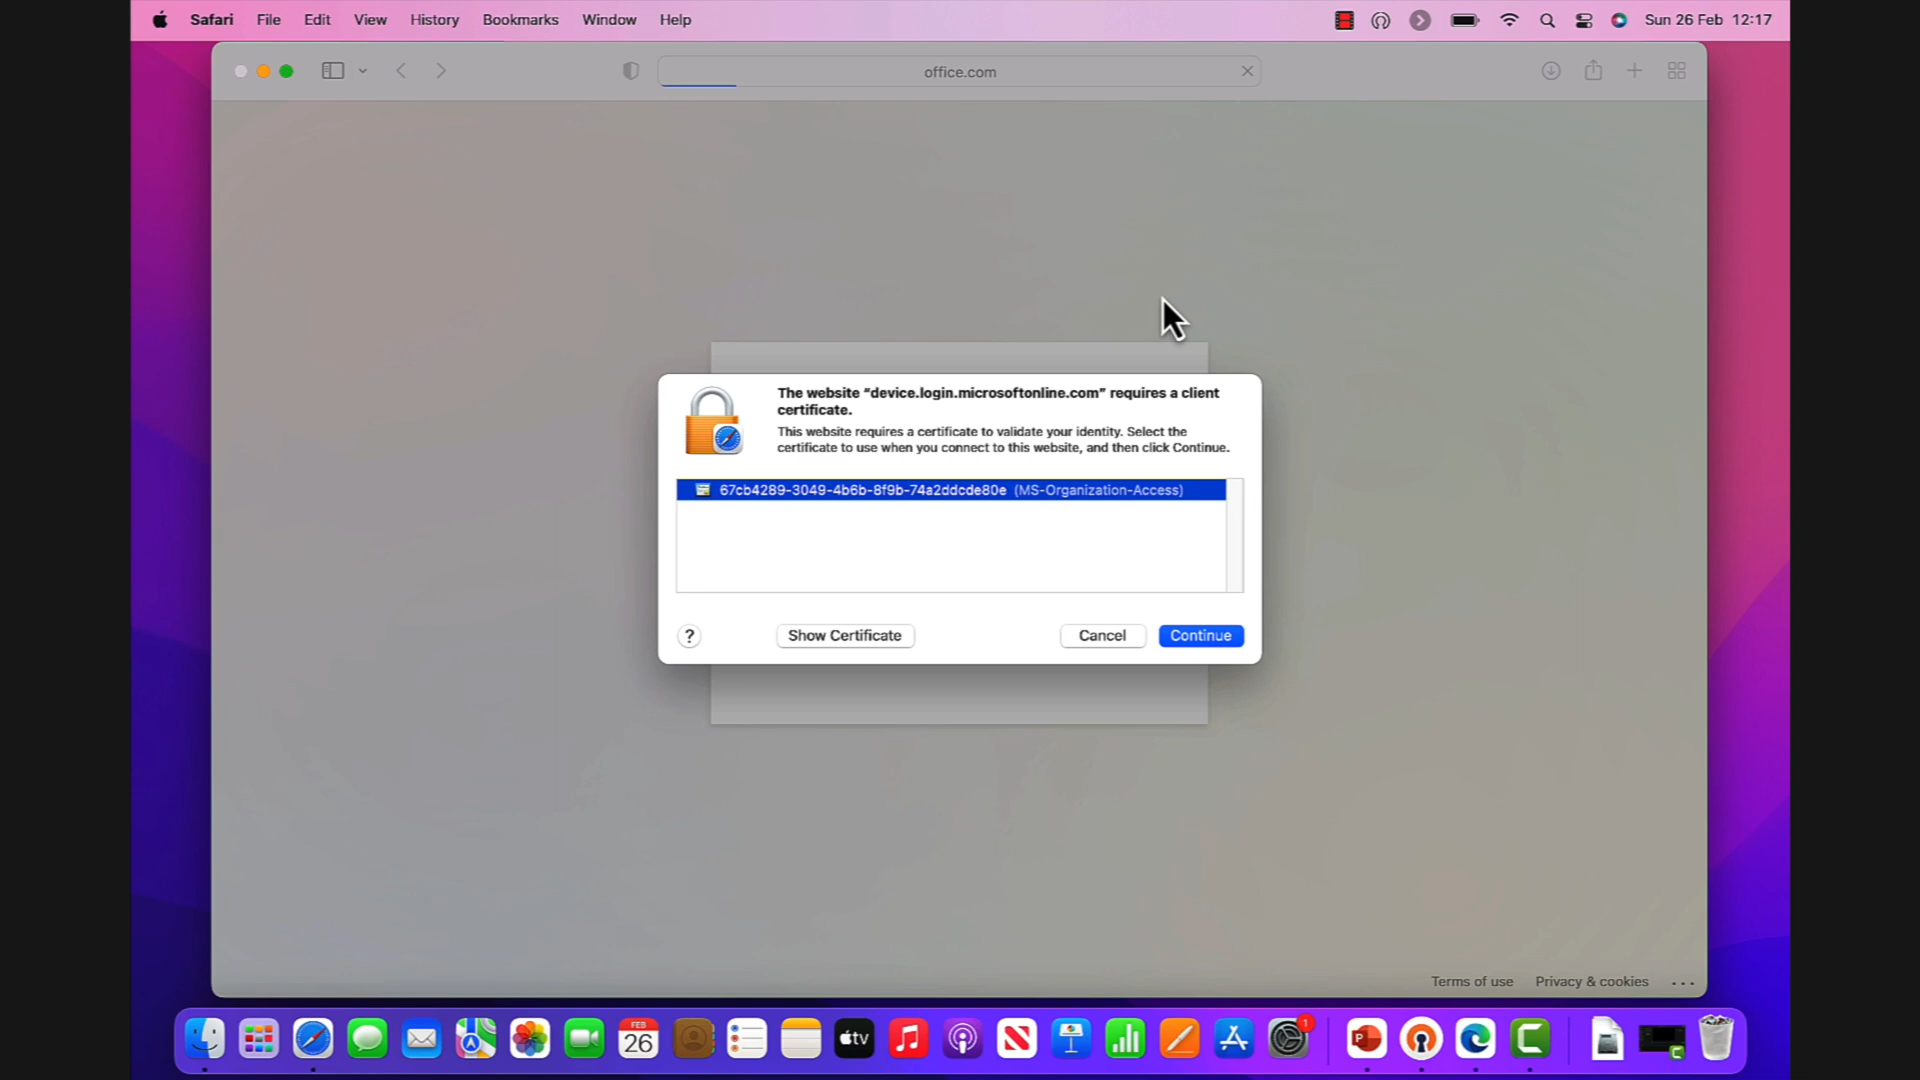 Safari File Edit View History Bookmarks Window Help Sun 26 Feb 12:17
office.com
The website “device.login.microsoftonline.com” requires a client
certificate.
This website requires a certificate to validate your identity. Select the
certificate to use when you connect to this website, and then click Continue.
67cb4289-3049-4b6b-8f9b-74a2ddcde80e (MS-Organization-Access)
? Show Certificate Cancel Continue
Terms of use Privacy & cookies ...
FEB
26
tv
1
P